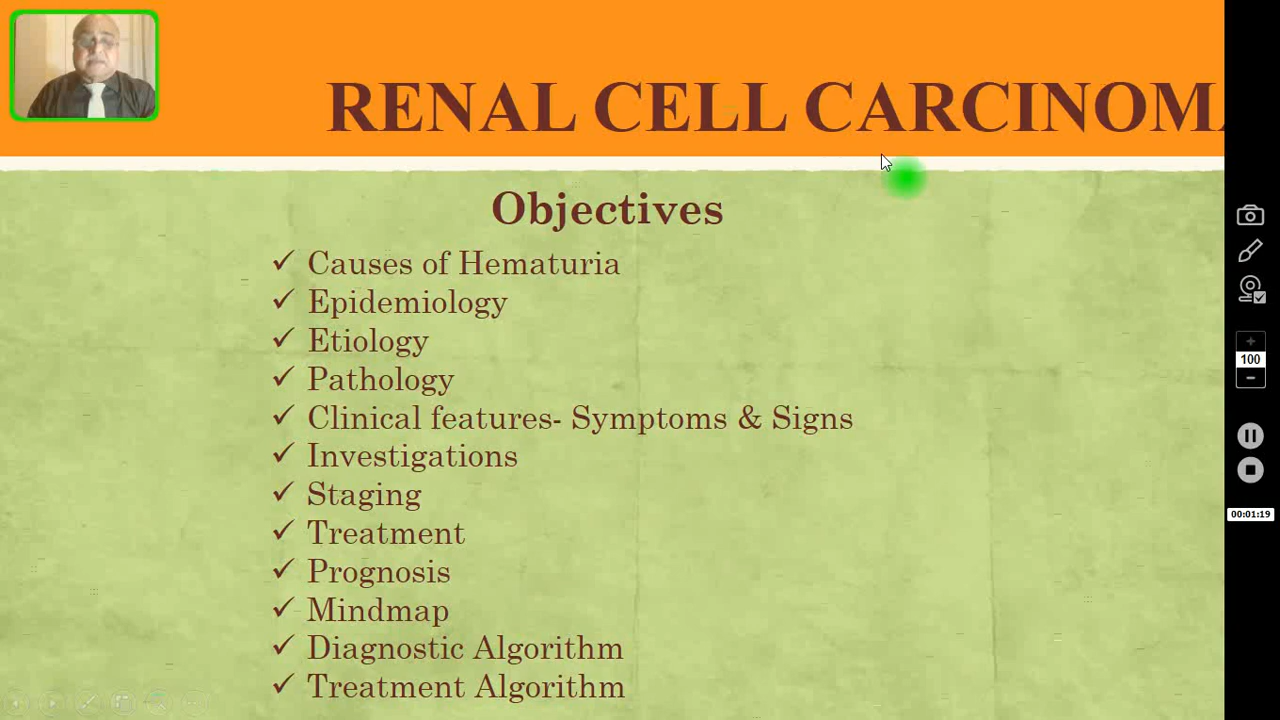 RENAL CELL CARCINOMA
Objectives
✓ Causes of Hematuria
✓ Epidemiology
✓ Etiology
✓ Pathology
✓ Clinical features- Symptoms & Signs
✓ Investigations
✓ Staging
✓ Treatment
✓ Prognosis
✓ Mindmap
✓ Diagnostic Algorithm
✓ Treatment Algorithm
100
00:01:19